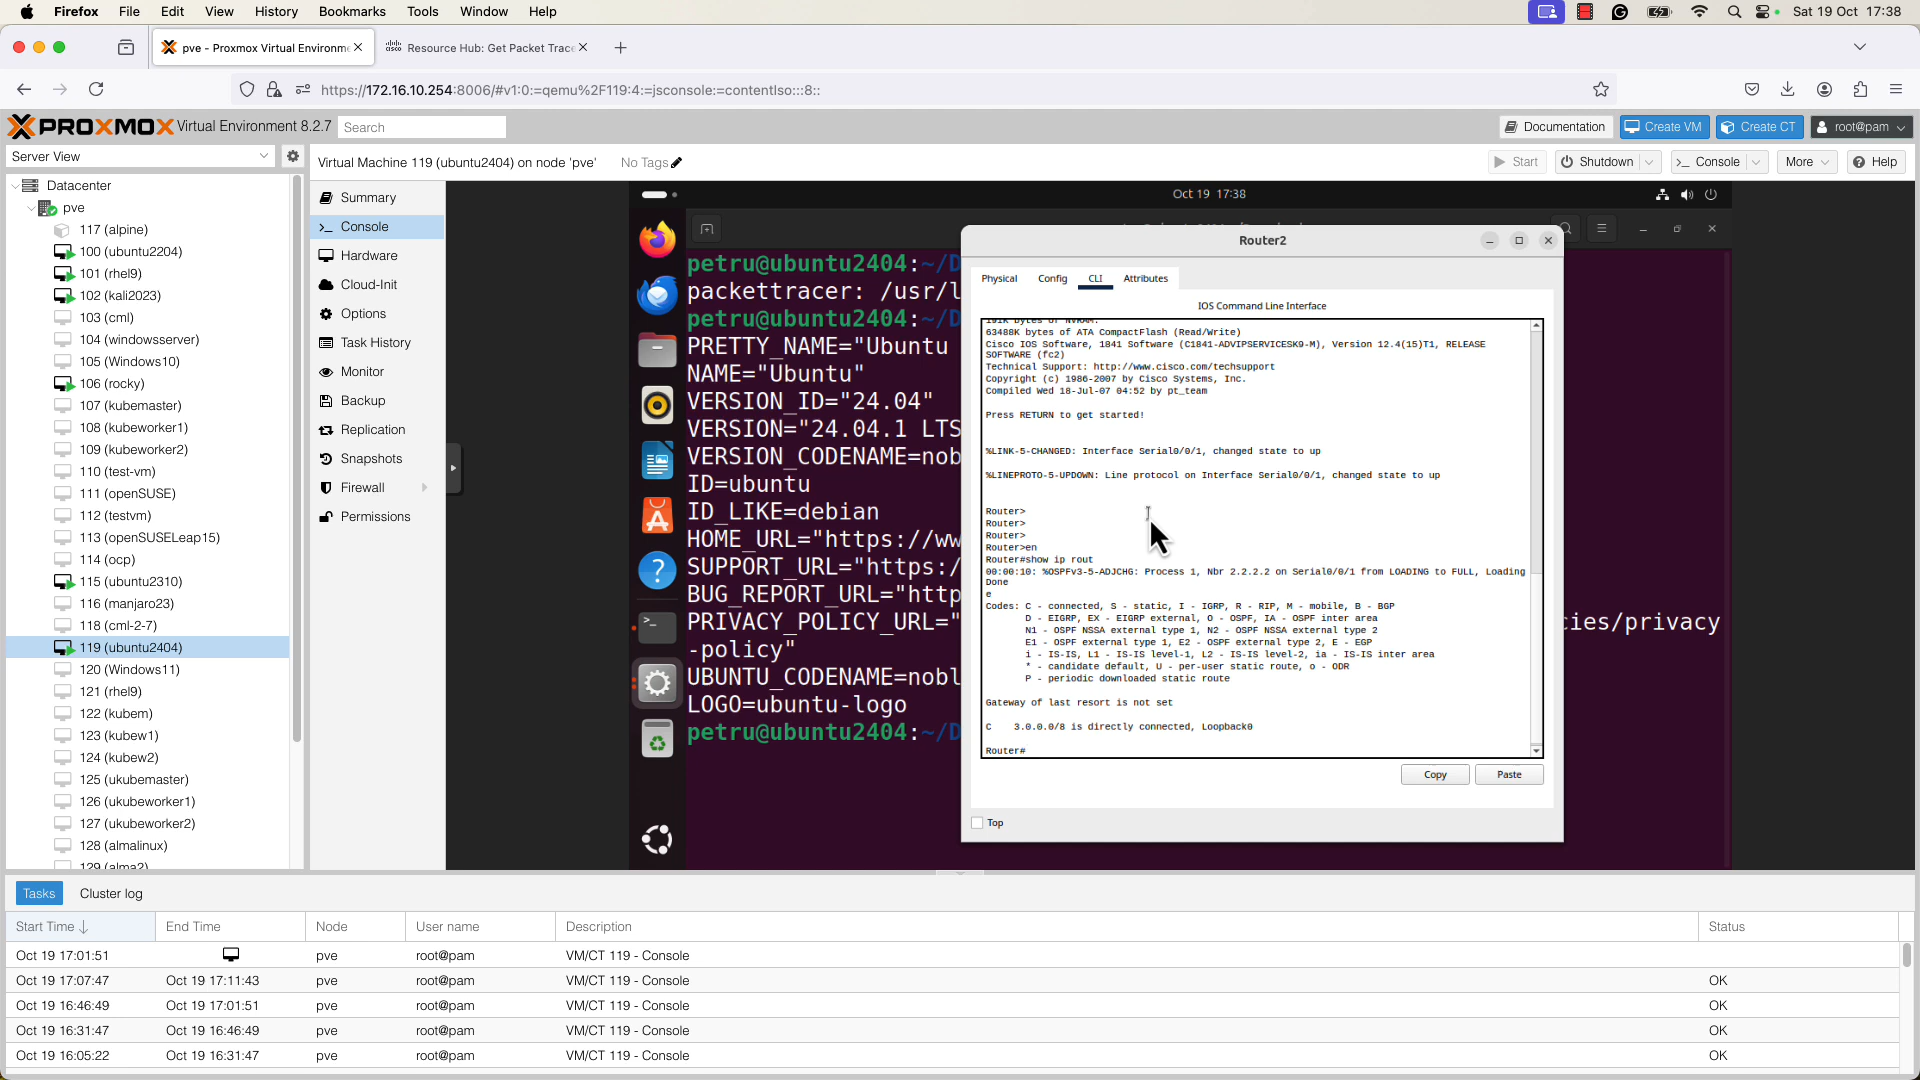 Firefox File Edit View History Bookmarks Tools Window Help Sat 19 Oct 17:38
pve - Proxmox Virtual Environm
Resource Hub: Get Packet Trace
https://172.16.10.254:8006/#v1:0:=qemu%2F119:4:=jsconsole:=contentIso:::8::
PROXMOX Virtual Environment 8.2.7 Search Documentation Create VM Create CT root@pam
Server View
Virtual Machine 119 (ubuntu2404) on node 'pve' No Tags Start Shutdown Console More Help
Datacenter
pve
117 (alpine)
100 (ubuntu2204)
101 (rhel9)
102 (kali2023)
103 (cml)
104 (windowsserver)
105 (Windows10)
106 (rocky)
107 (kubemaster)
108 (kubeworker1)
109 (kubeworker2)
110 (test-vm)
111 (openSUSE)
112 (testvm)
113 (openSUSELeap15)
114 (ocp)
115 (ubuntu2310)
116 (manjaro23)
118 (cml-2-7)
119 (ubuntu2404)
120 (Windows11)
121 (rhel9)
122 (kubem)
123 (kubew1)
124 (kubew2)
125 (ukubemaster)
126 (ukubeworker1)
127 (ukubeworker2)
128 (almalinux)
129 (alma2)
Summary
Console
Hardware
Cloud-Init
Options
Task History
Monitor
Backup
Replication
Snapshots
Firewall
Permissions
Oct 19 17:38
petru@ubuntu2404:~/D
packettracer: /usr/l
petru@ubuntu2404:~/D
PRETTY_NAME="Ubuntu
NAME="Ubuntu"
VERSION_ID="24.04"
VERSION="24.04.1 LTS
VERSION_CODENAME=nob
ID=ubuntu
ID_LIKE=debian
HOME_URL="https://ww
SUPPORT_URL="https:/
BUG_REPORT_URL="http
PRIVACY_POLICY_URL=" cies/privacy
-policy"
UBUNTU_CODENAME=nobl
LOGO=ubuntu-logo
petru@ubuntu2404:~/D
Router2
Physical Config CLI Attributes
IOS Command Line Interface
191K bytes of NVRAM.
63488K bytes of ATA CompactFlash (Read/Write)
Cisco IOS Software, 1841 Software (C1841-ADVIPSERVICESK9-M), Version 12.4(15)T1, RELEASE
SOFTWARE (fc2)
Technical Support: http://www.cisco.com/techsupport
Copyright (c) 1986-2007 by Cisco Systems, Inc.
Compiled Wed 18-Jul-07 04:52 by pt_team
Press RETURN to get started!
%LINK-5-CHANGED: Interface Serial0/0/1, changed state to up
%LINEPROTO-5-UPDOWN: Line protocol on Interface Serial0/0/1, changed state to up
Router>
Router>
Router>
Router>en
Router#show ip rout
00:00:10: %OSPFv3-5-ADJCHG: Process 1, Nbr 2.2.2.2 on Serial0/0/1 from LOADING to FULL, Loading
Done
e
Codes: C - connected, S - static, I - IGRP, R - RIP, M - mobile, B - BGP
D - EIGRP, EX - EIGRP external, O - OSPF, IA - OSPF inter area
N1 - OSPF NSSA external type 1, N2 - OSPF NSSA external type 2
E1 - OSPF external type 1, E2 - OSPF external type 2, E - EGP
i - IS-IS, L1 - IS-IS level-1, L2 - IS-IS level-2, ia - IS-IS inter area
* - candidate default, U - per-user static route, o - ODR
P - periodic downloaded static route
Gateway of last resort is not set
C 3.0.0.0/8 is directly connected, Loopback0
Router#
Copy Paste
Top
Tasks Cluster log
Start Time End Time Node User name Description Status
Oct 19 17:01:51 pve root@pam VM/CT 119 - Console
Oct 19 17:07:47 Oct 19 17:11:43 pve root@pam VM/CT 119 - Console OK
Oct 19 16:46:49 Oct 19 17:01:51 pve root@pam VM/CT 119 - Console OK
Oct 19 16:31:47 Oct 19 16:46:49 pve root@pam VM/CT 119 - Console OK
Oct 19 16:05:22 Oct 19 16:31:47 pve root@pam VM/CT 119 - Console OK